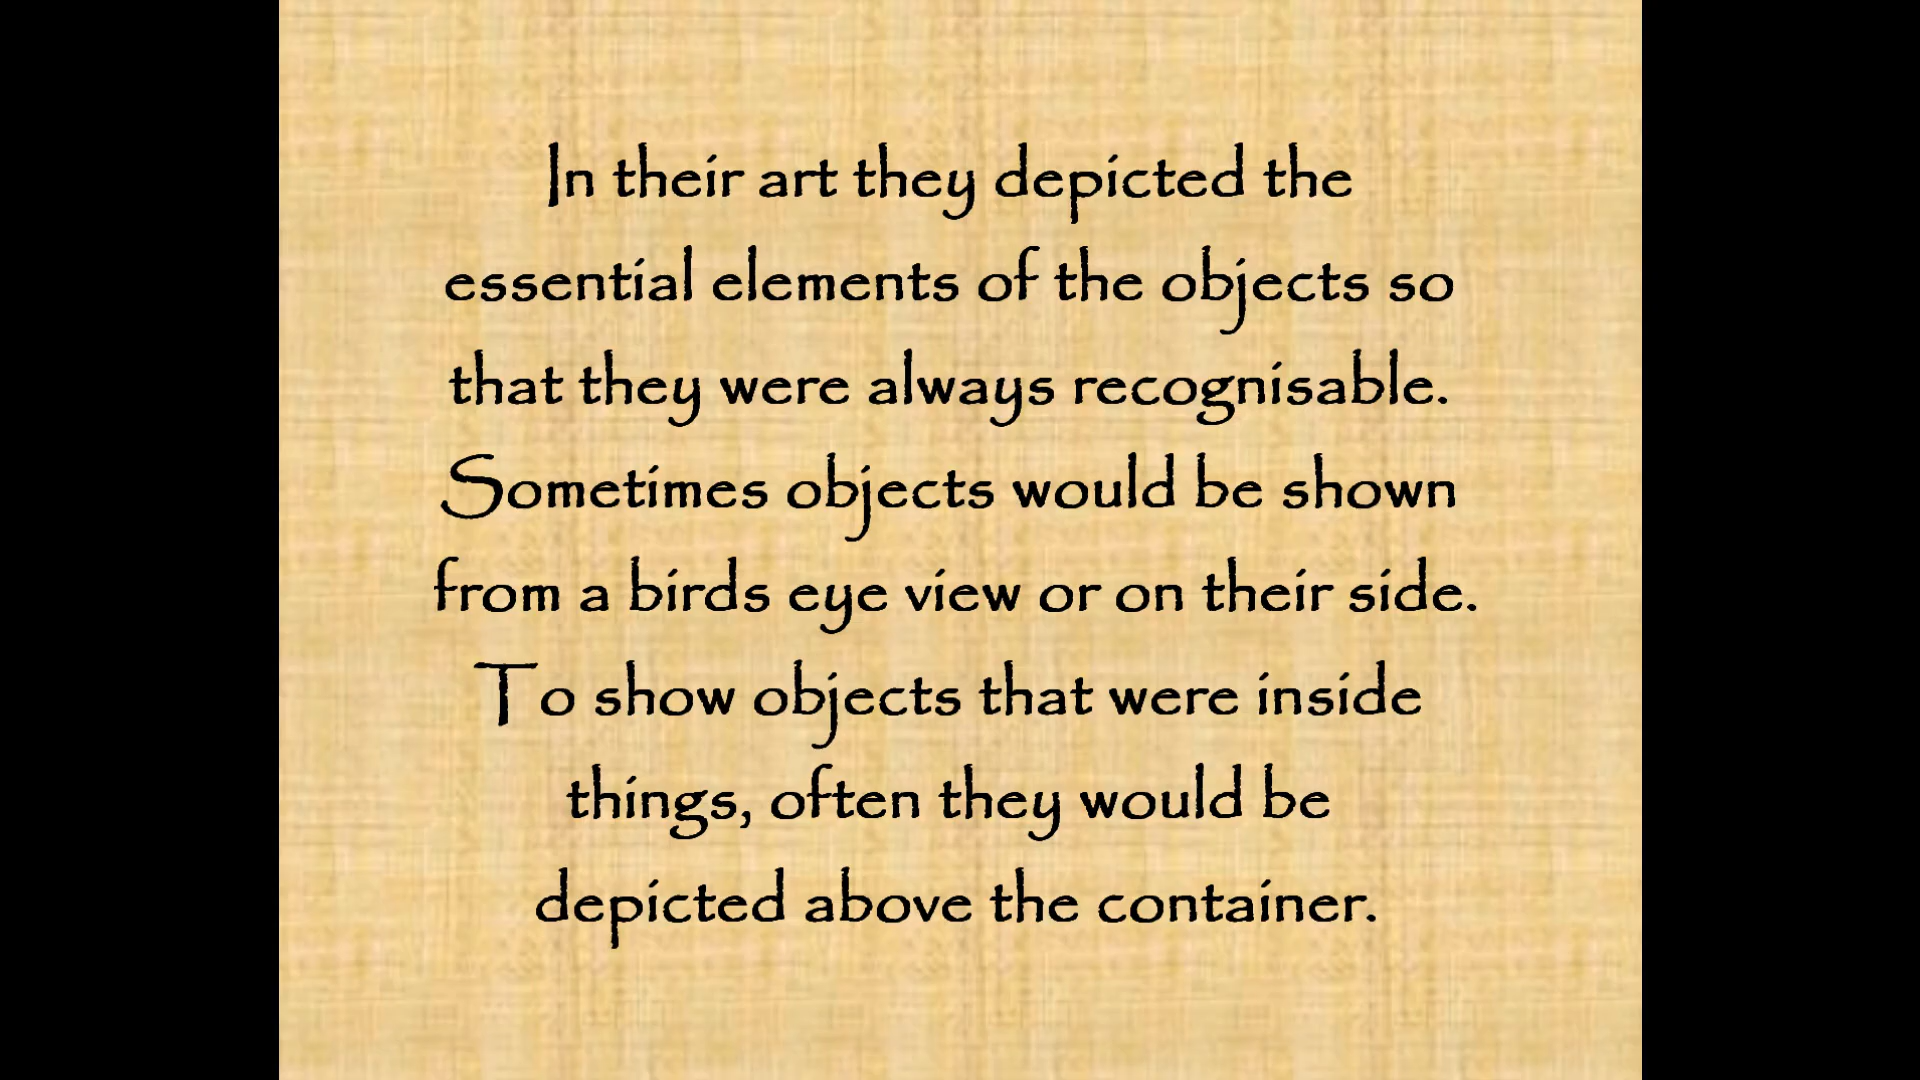 In their art they depicted the
essential elements of the objects so
that they were always recognisable.
Sometimes objects would be shown
from a birds eye view or on their side.
To show objects that were inside
things, often they would be
depicted above the container.